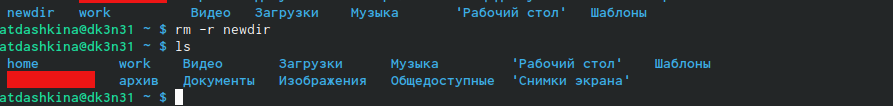 newdir work Видео Загрузки Музыка 'Рабочий стол' Шаблоны
atdashkina@dk3n31 ~ $ rm -r newdir
atdashkina@dk3n31 ~ $ ls
home work Видео Загрузки Музыка 'Рабочий стол' Шаблоны
архив Документы Изображения Общедоступные 'Снимки экрана'
atdashkina@dk3n31 ~ $